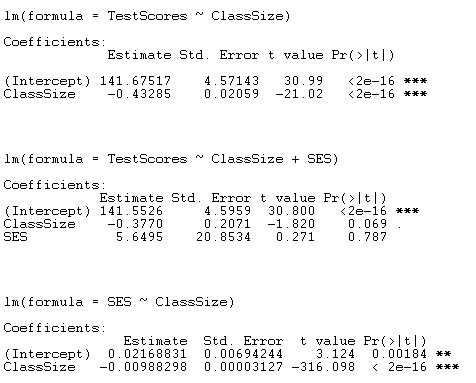 lm(formula = TestScores ~ ClassSize)
Coefficients:
Estimate Std. Error t value Pr(>|t|)
(Intercept) 141.67517 4.57143 30.99 <2e-16 ***
ClassSize -0.43285 0.02059 -21.02 <2e-16 ***
lm(formula = TestScores ~ ClassSize + SES)
Coefficients:
Estimate Std. Error t value Pr(>|t|)
(Intercept) 141.5526 4.5959 30.800 <2e-16 ***
ClassSize -0.3770 0.2071 -1.820 0.069 .
SES 5.6495 20.8534 0.271 0.787
lm(formula = SES ~ ClassSize)
Coefficients:
Estimate Std. Error t value Pr(>|t|)
(Intercept) 0.02168831 0.00694244 3.124 0.00184 **
ClassSize -0.00988298 0.00003127 -316.098 < 2e-16 ***